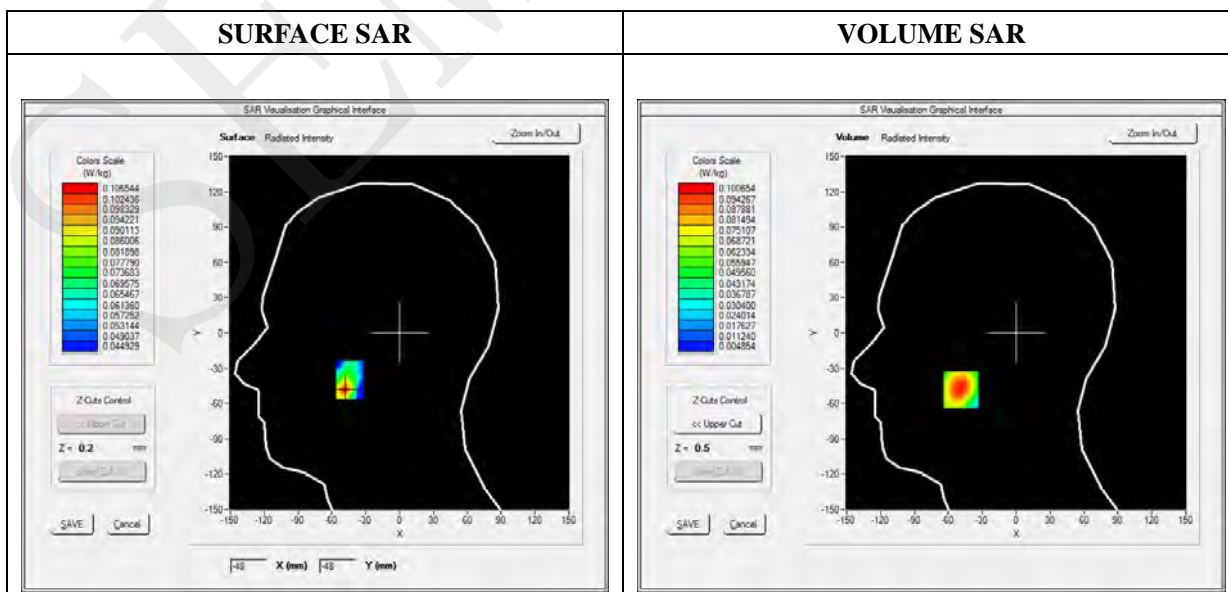 SURFACE SAR
VOLUME SAR
SAR Visualisation Graphical Interface
Surface Radiated Intensity
Zoom In/Out
Colors Scale
(W/kg)
0.106544
0.102436
0.098329
0.094221
0.090113
0.086006
0.081898
0.077790
0.073683
0.069575
0.065467
0.061360
0.057252
0.053144
0.049037
0.044929
150
120
90
60
30
0
-30
-60
-90
-120
-150
Y
-150 -120 -90 -60 -30 0 30 60 90 120 150
X
Z-Cuts Control
<< Upper Cut
Z = 0.2 mm
SAVE Cancel
-48 X (mm) -48 Y (mm)
SAR Visualisation Graphical Interface
Volume Radiated Intensity
Zoom In/Out
Colors Scale
(W/kg)
0.100654
0.094267
0.087881
0.081494
0.075107
0.068721
0.062334
0.055947
0.049560
0.043174
0.036787
0.030400
0.024014
0.017627
0.011240
0.004854
150
120
90
60
30
0
-30
-60
-90
-120
-150
Y
-150 -120 -90 -60 -30 0 30 60 90 120 150
X
Z-Cuts Control
<< Upper Cut
Z = 0.5 mm
SAVE Cancel